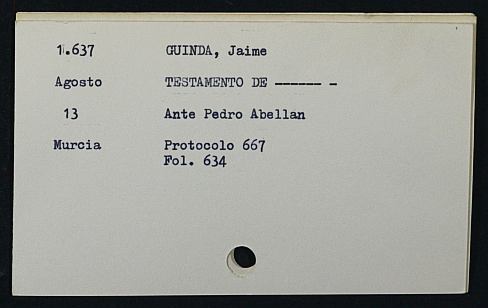 1.637 GUINDA, Jaime
Agosto TESTAMENTO DE ------ -
13 Ante Pedro Abellan
Murcia Protocolo 667
Fol. 634